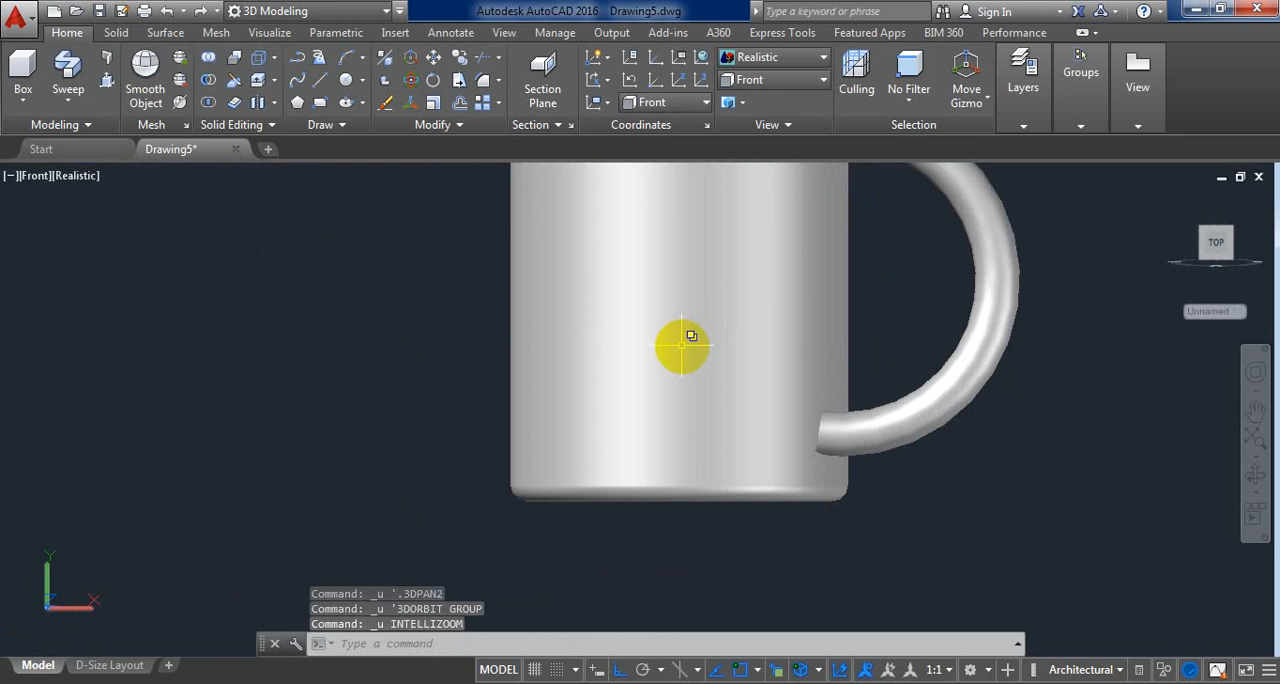 Autodesk AutoCAD 2016 Drawing5.dwg
3D Modeling
Type a keyword or phrase
Sign In
Home Solid Surface Mesh Visualize Parametric Insert Annotate View Manage Output Add-ins A360 Express Tools Featured Apps BIM 360 Performance
Box
Sweep
Smooth
Object
Section
Plane
Realistic
Front
Front
Culling
No Filter
Move
Gizmo
Layers
Groups
View
Modeling
Mesh
Solid Editing
Draw
Modify
Section
Coordinates
View
Selection
Start
Drawing5*
[−][Front][Realistic]
TOP
Unnamed
Y
X
Command: _u '.3DPAN2
Command: _u '3DORBIT GROUP
Command: _u INTELLIZOOM
Type a command
Model
D-Size Layout
MODEL
1:1
Architectural